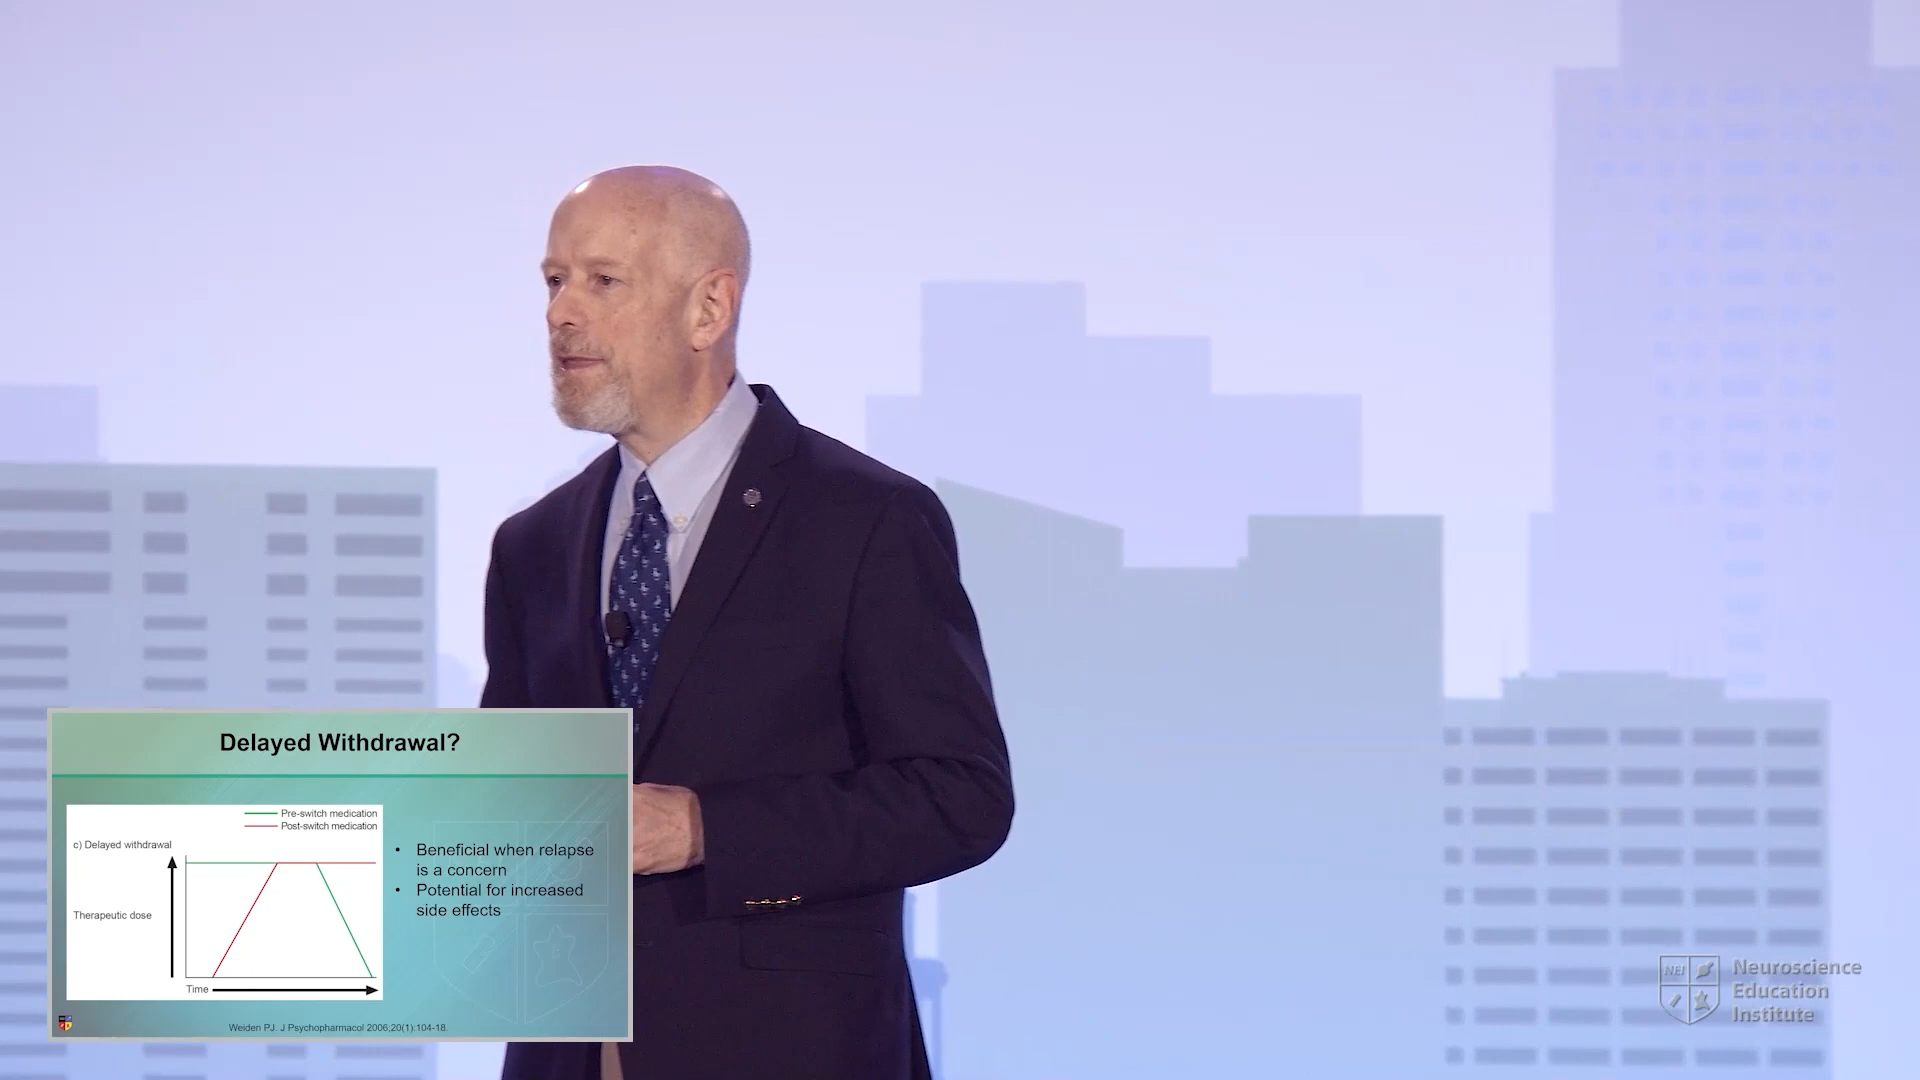 Delayed Withdrawal?
Pre-switch medication
Post-switch medication
c) Delayed withdrawal
Therapeutic dose
Time
• Beneficial when relapse
is a concern
• Potential for increased
side effects
Weiden PJ. J Psychopharmacol 2006;20(1):104-18.
NEI
Neuroscience
Education
Institute